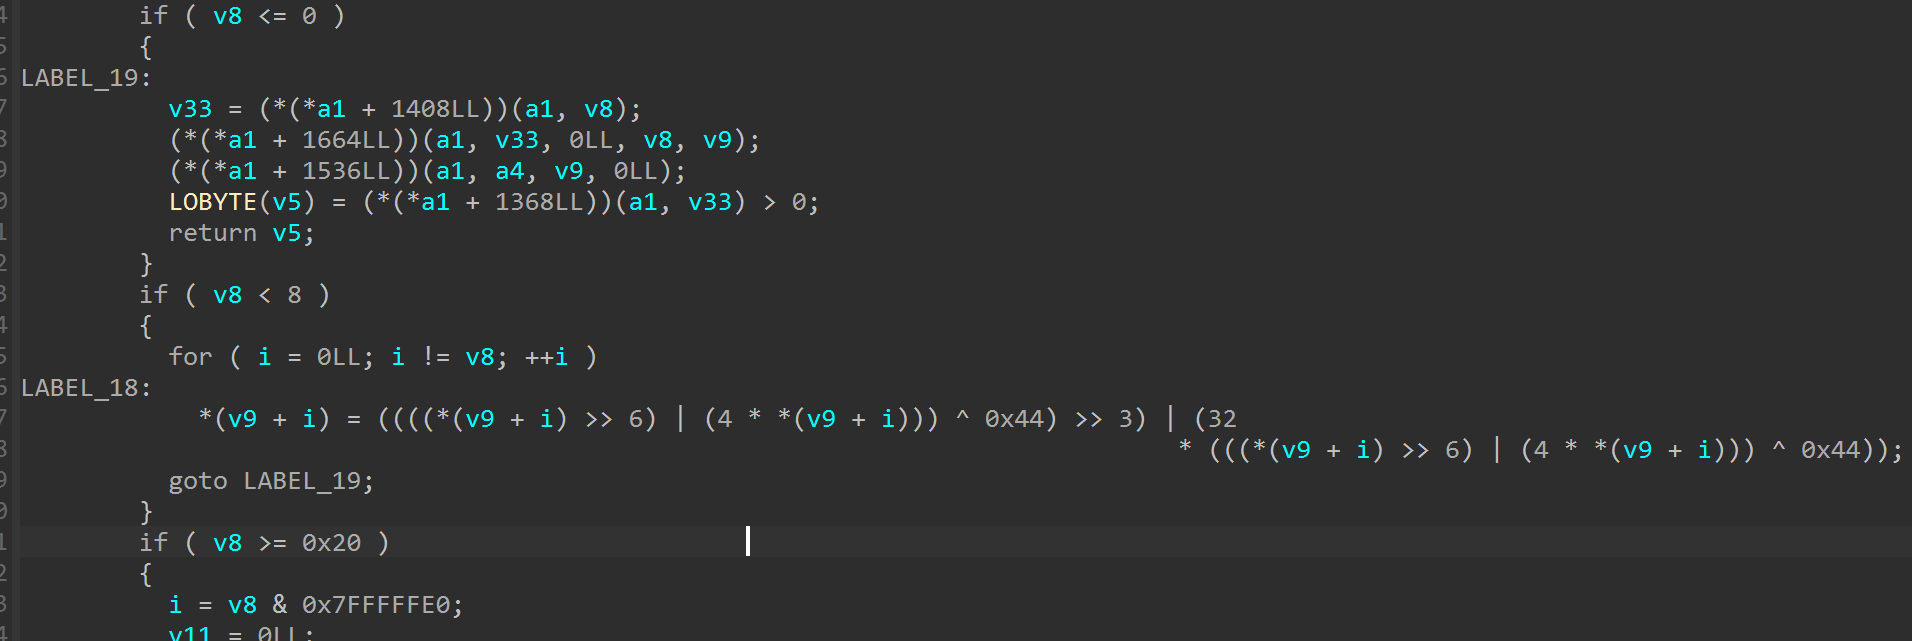 4 if ( v8 <= 0 )
5 {
6 LABEL_19:
7 v33 = (*(*a1 + 1408LL))(a1, v8);
8 (*(*a1 + 1664LL))(a1, v33, 0LL, v8, v9);
9 (*(*a1 + 1536LL))(a1, a4, v9, 0LL);
0 LOBYTE(v5) = (*(*a1 + 1368LL))(a1, v33) > 0;
1 return v5;
2 }
3 if ( v8 < 8 )
4 {
5 for ( i = 0LL; i != v8; ++i )
6 LABEL_18:
7 *(v9 + i) = ((((*(v9 + i) >> 6) | (4 * *(v9 + i))) ^ 0x44) >> 3) | (32
8 * (((*(v9 + i) >> 6) | (4 * *(v9 + i))) ^ 0x44));
9 goto LABEL_19;
0 }
1 if ( v8 >= 0x20 )
2 {
3 i = v8 & 0x7FFFFFE0;
4 v11 = 0LL;